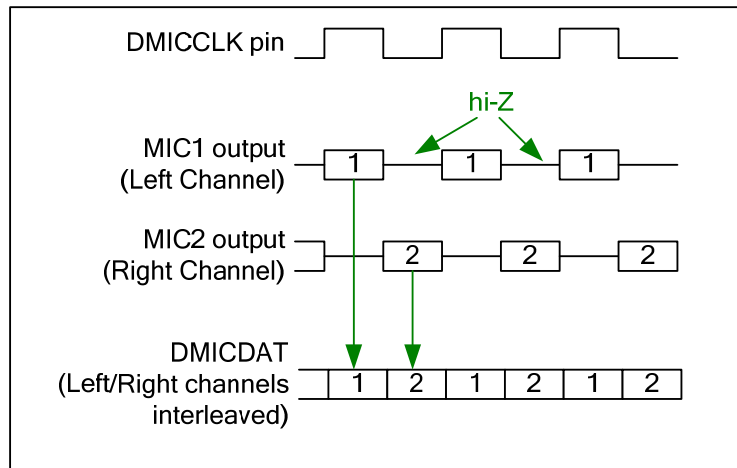 DMICCLK pin
hi-Z
MIC1 output
(Left Channel)
1 1 1
MIC2 output
(Right Channel)
2 2 2
DMICDAT
(Left/Right channels
interleaved)
1 2 1 2 1 2